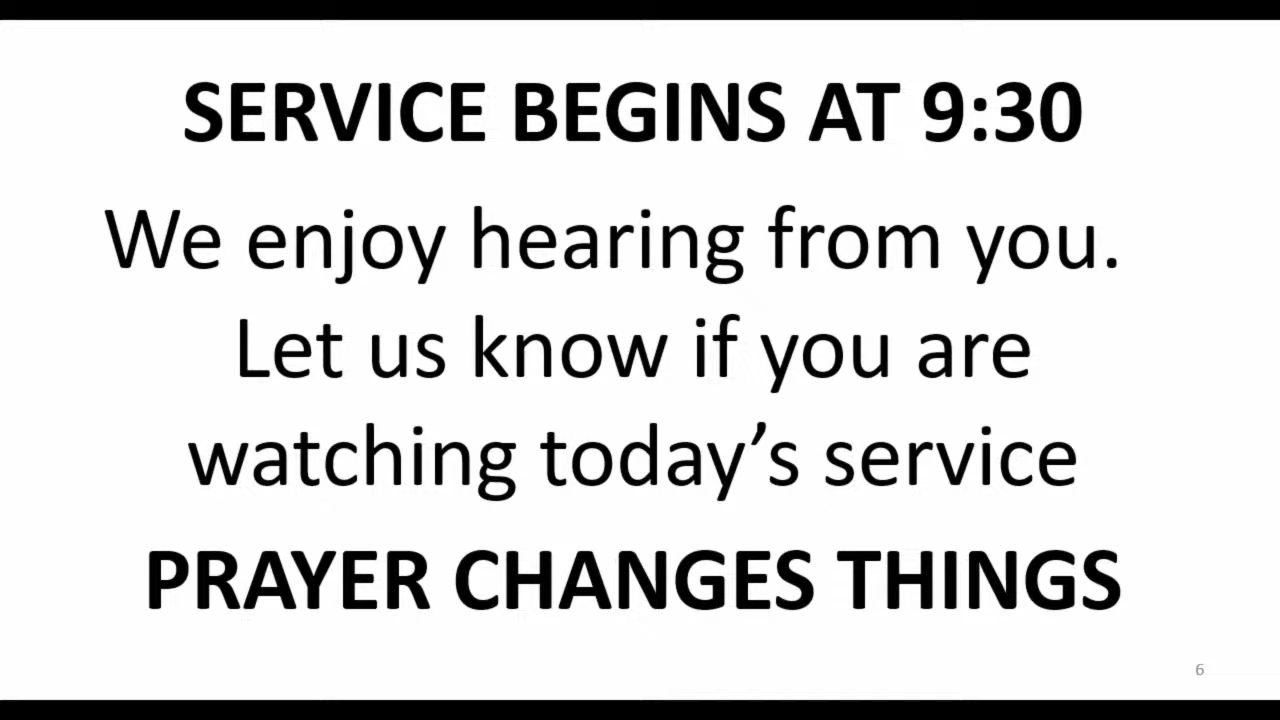 SERVICE BEGINS AT 9:30
We enjoy hearing from you.
Let us know if you are
watching today’s service
PRAYER CHANGES THINGS
6